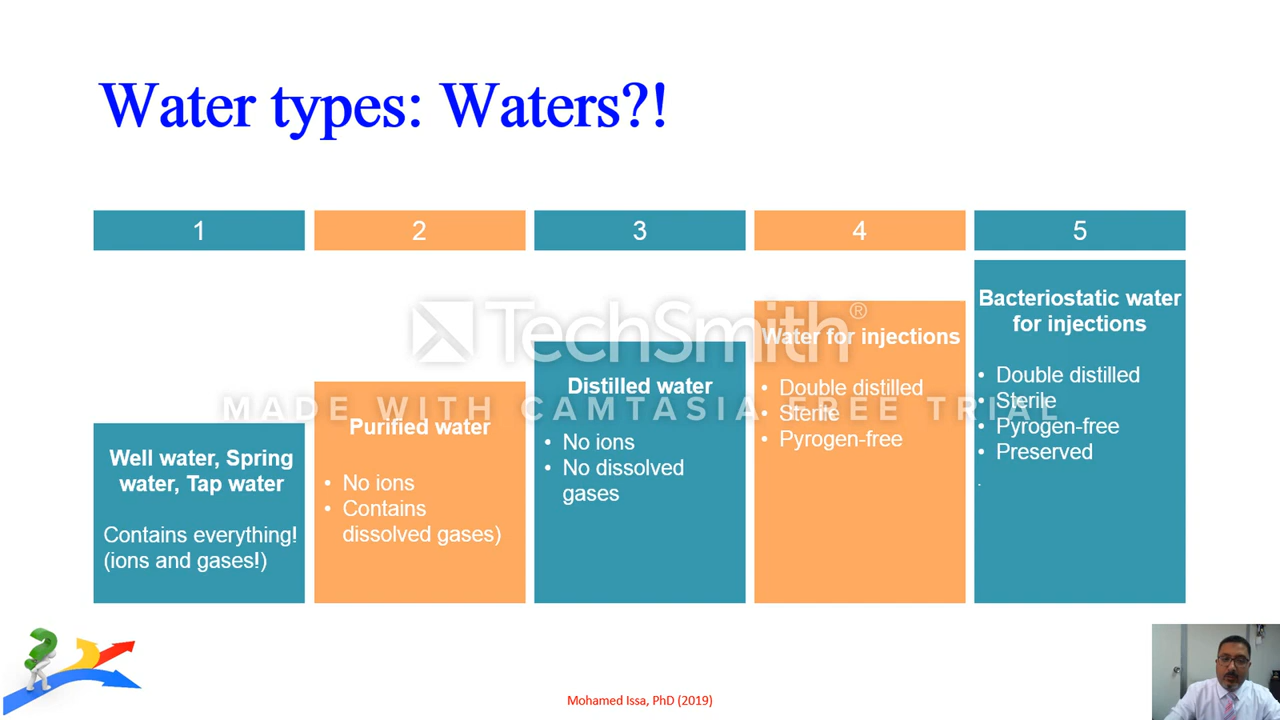 Water types: Waters?!
1
2
3
4
5
Well water, Spring
water, Tap water
Contains everything!
(ions and gases!)
Purified water
• No ions
• Contains
dissolved gases)
Distilled water
• No ions
• No dissolved
gases
Water for injections
• Double distilled
• Sterile
• Pyrogen-free
Bacteriostatic water
for injections
• Double distilled
• Sterile
• Pyrogen-free
• Preserved
.
TechSmith®
MADE WITH CAMTASIA FREE TRIAL
?
Mohamed Issa, PhD (2019)